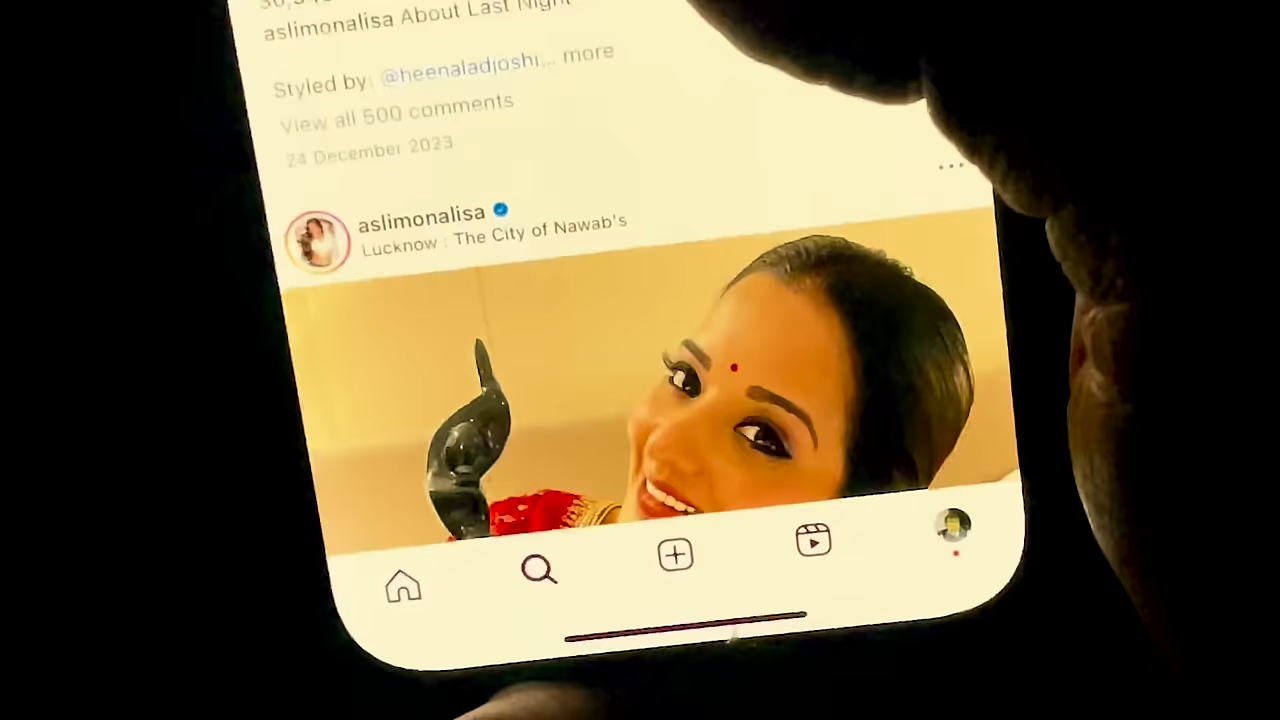 aslimonalisa About Last Night
Styled by: @heenaladjoshi... more
View all 500 comments
24 December 2023
aslimonalisa
Lucknow : The City of Nawab's